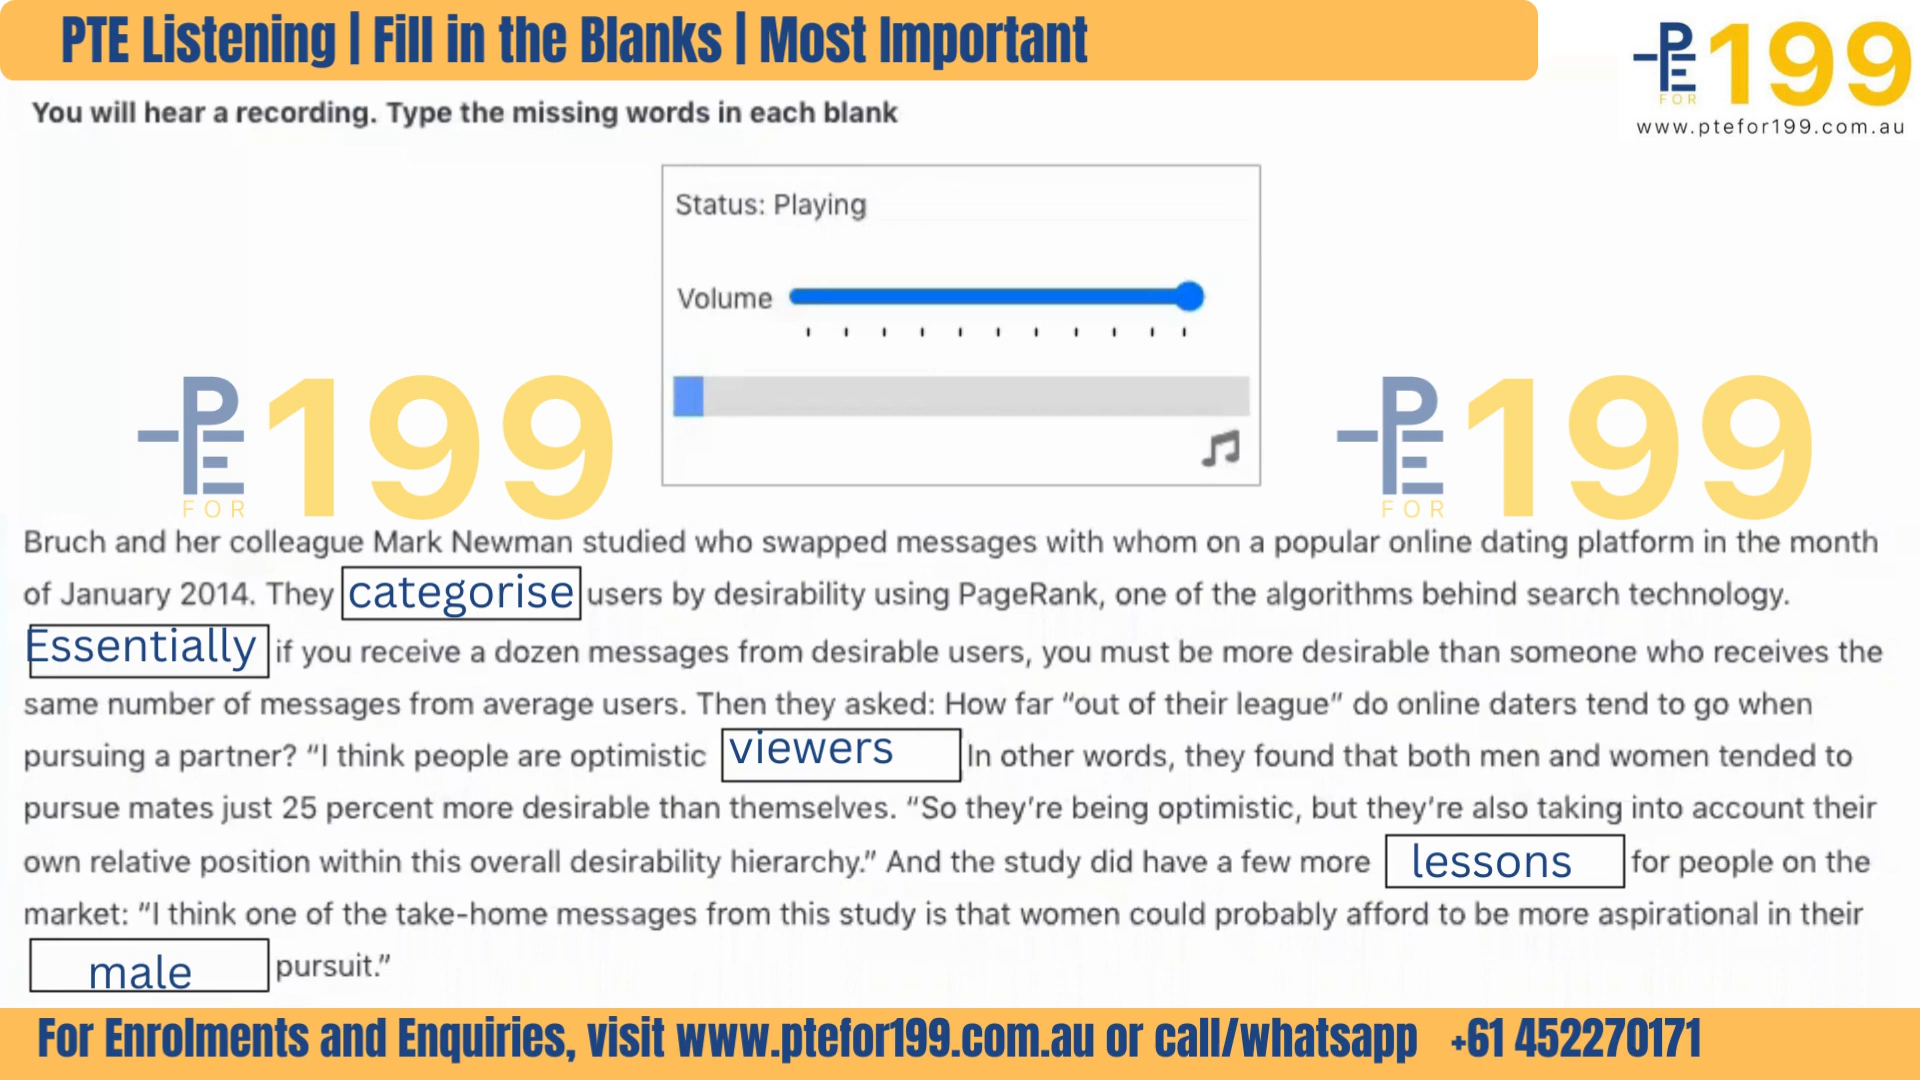 PTE Listening | Fill in the Blanks | Most Important
PTE 199
FOR
www.ptefor199.com.au
You will hear a recording. Type the missing words in each blank
Status: Playing
Volume
PTE 199
FOR
PTE 199
FOR
Bruch and her colleague Mark Newman studied who swapped messages with whom on a popular online dating platform in the month
of January 2014. They categorise users by desirability using PageRank, one of the algorithms behind search technology.
Essentially if you receive a dozen messages from desirable users, you must be more desirable than someone who receives the
same number of messages from average users. Then they asked: How far “out of their league” do online daters tend to go when
pursuing a partner? “I think people are optimistic viewers In other words, they found that both men and women tended to
pursue mates just 25 percent more desirable than themselves. “So they’re being optimistic, but they’re also taking into account their
own relative position within this overall desirability hierarchy.” And the study did have a few more lessons for people on the
market: “I think one of the take-home messages from this study is that women could probably afford to be more aspirational in their
male pursuit.”
For Enrolments and Enquiries, visit www.ptefor199.com.au or call/whatsapp +61 452270171